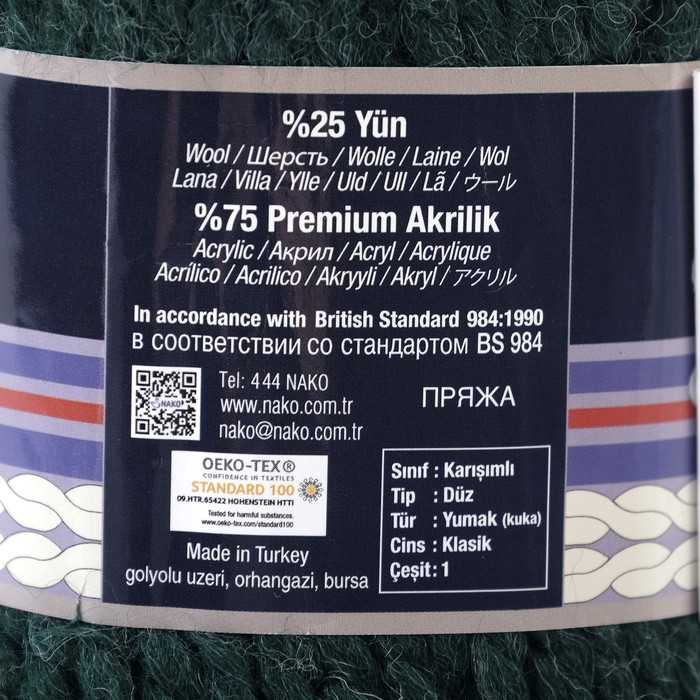 %25 Yün
Wool / Шерсть / Wolle / Laine / Wol
Lana / Villa / Ylle / Uld / Ull / Lã / ウール
%75 Premium Akrilik
Acrylic / Акрил / Acryl / Acrylique
Acrílico / Acrilico / Akryyli / Akryl / アクリル
In accordance with British Standard 984:1990
в соответствии со стандартом BS 984
NAKO
Tel: 444 NAKO
www.nako.com.tr
nako@nako.com.tr
ПРЯЖА
OEKO-TEX®
CONFIDENCE IN TEXTILES
STANDARD 100
09.HTR.65422 HOHENSTEIN HTTI
Tested for harmful substances.
www.oeko-tex.com/standard100
Made in Turkey
golyolu uzeri, orhangazi, bursa
Sınıf : Karışımlı
Tip : Düz
Tür : Yumak (kuka)
Cins : Klasik
Çeşit : 1